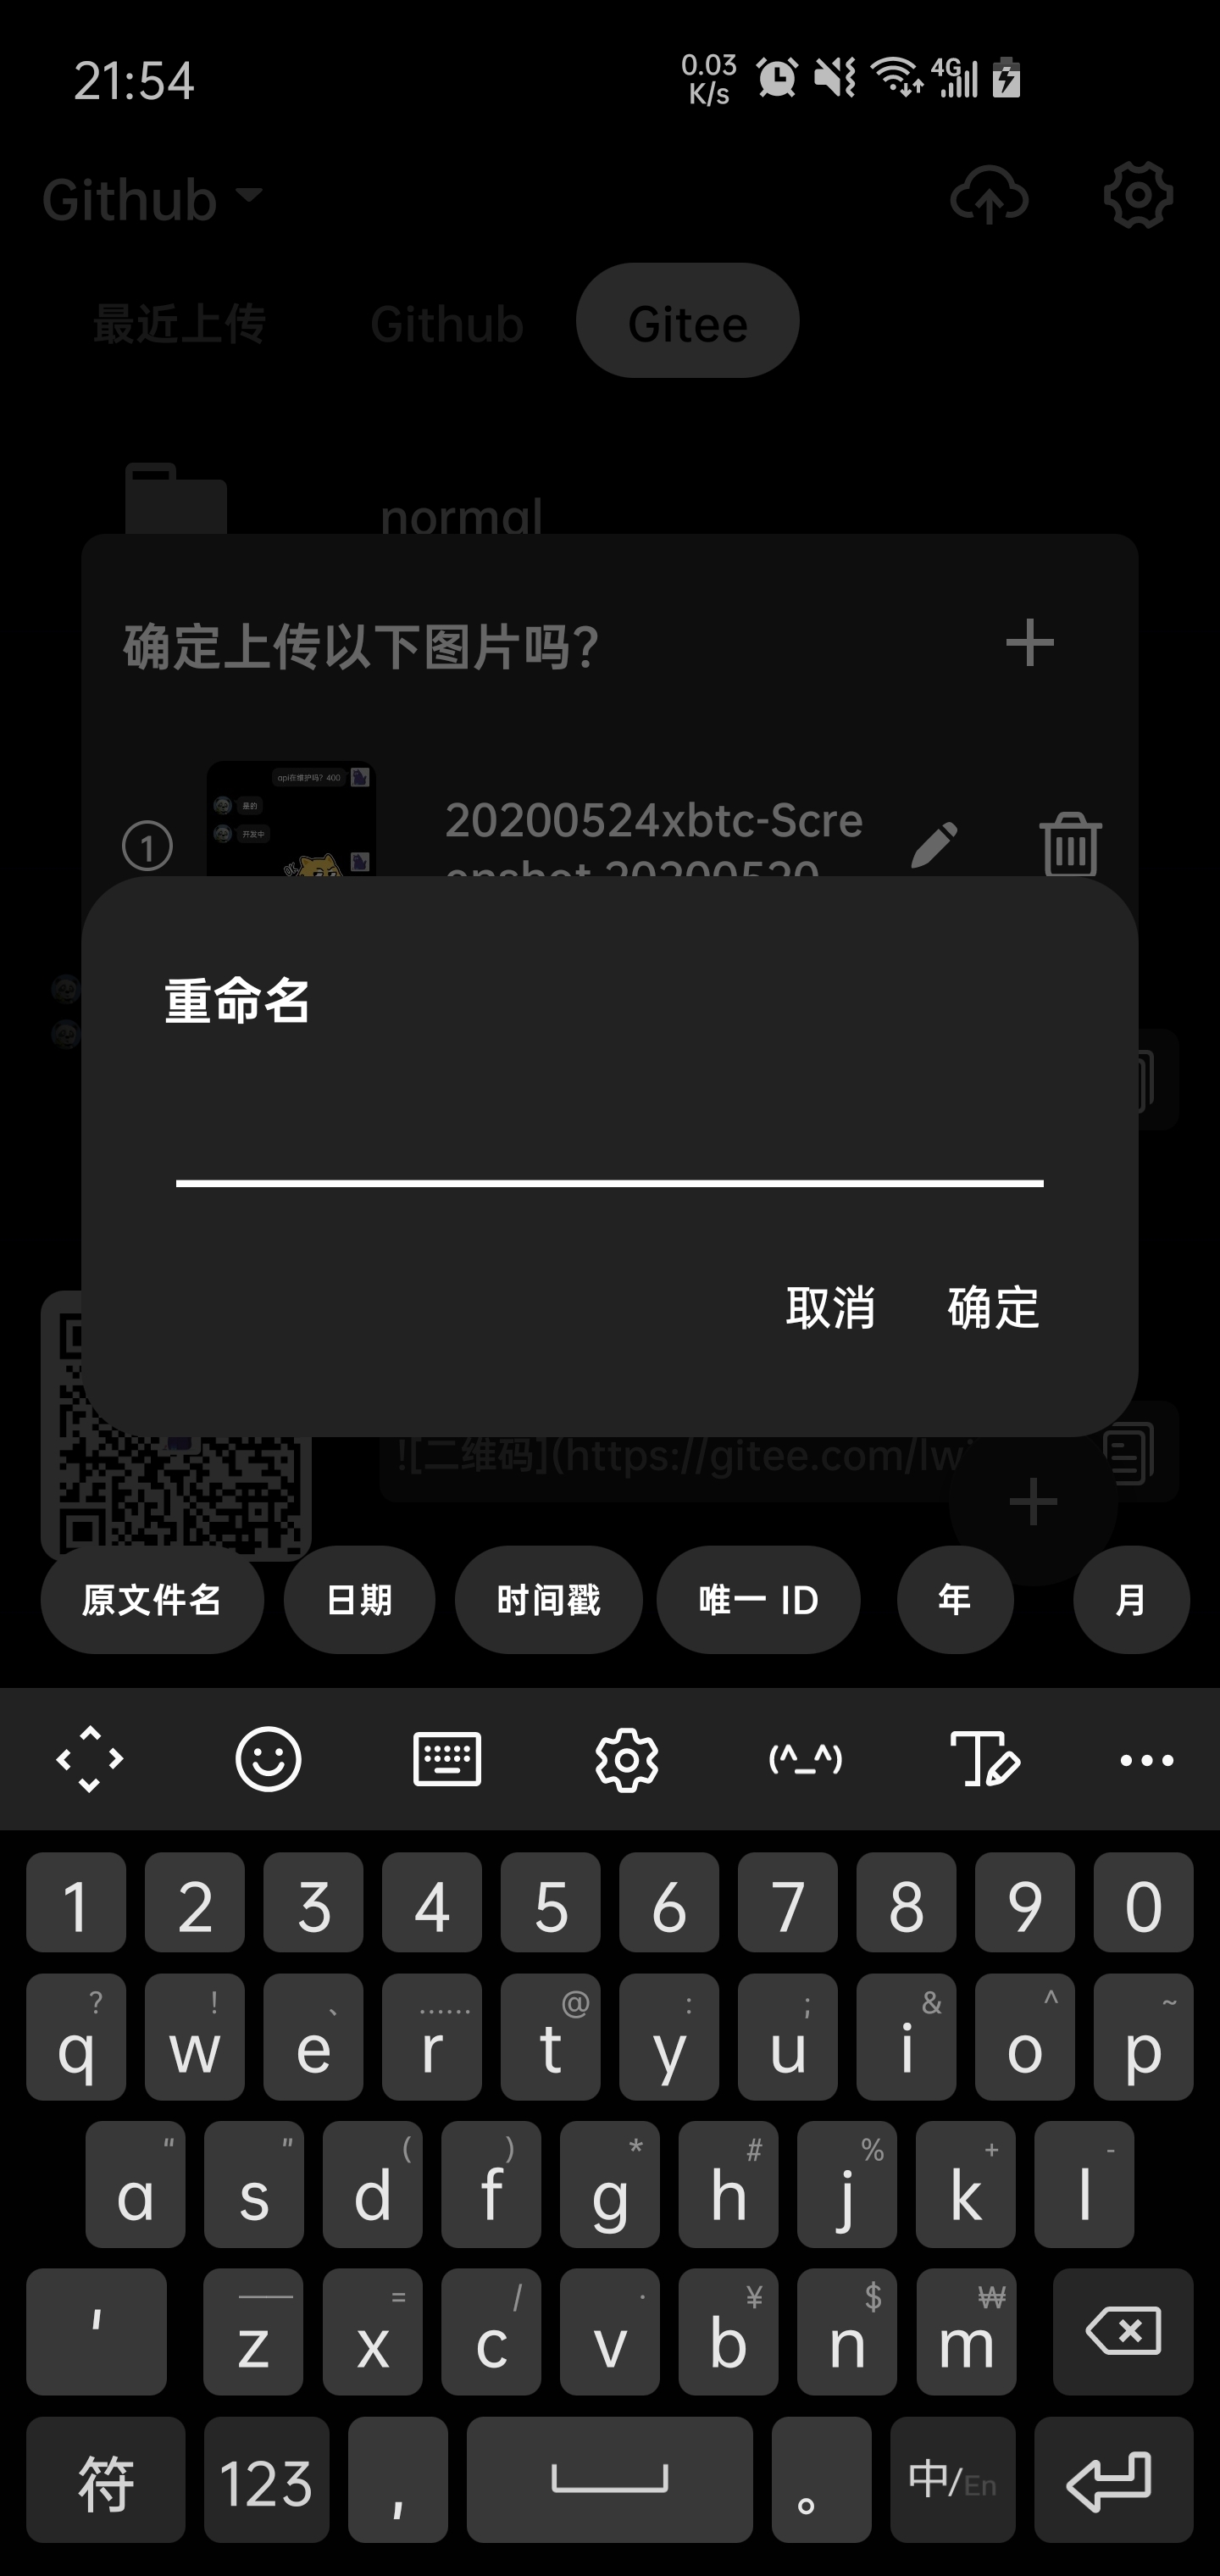 21:54
0.03
K/s
4G
Github
最近上传
Github
Gitee
normal
确定上传以下图片吗?
api在维护吗? 400
是的
开发中
1
20200524xbtc-Scre
enshot 20200520
重命名
取消
确定
![二维码](https://gitee.com/lw
原文件名
日期
时间戳
唯一 ID
年
月
(^_^)
1 2 3 4 5 6 7 8 9 0
? ! 、 …… @ : ; & ^ ~
q w e r t y u i o p
“ ” ( ) * # % + -
a s d f g h j k l
—— = / · ¥ $ ₩
' z x c v b n m
符 123 , 。 中/En